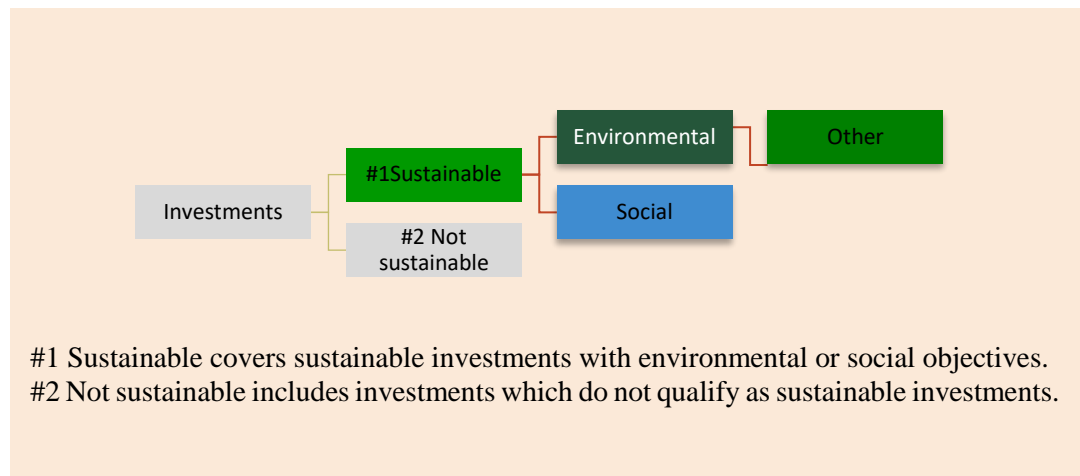 Investments
#1Sustainable
#2 Not
sustainable
Environmental
Social
Other
#1 Sustainable covers sustainable investments with environmental or social objectives.
#2 Not sustainable includes investments which do not qualify as sustainable investments.